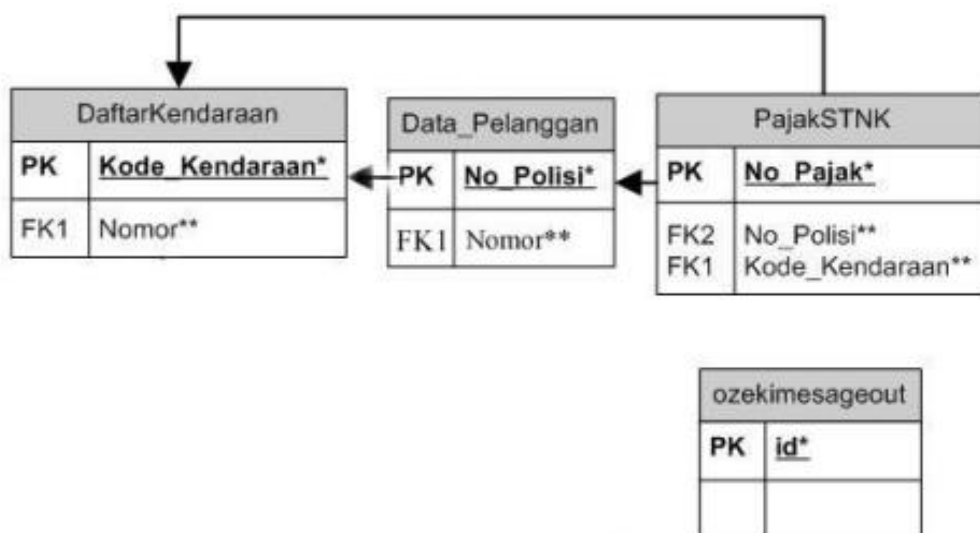 DaftarKendaraan
PK Kode_Kendaraan*
FK1 Nomor**
Data_Pelanggan
PK No_Polisi*
FK1 Nomor**
PajakSTNK
PK No_Pajak*
FK2 No_Polisi**
FK1 Kode_Kendaraan**
ozekimesageout
PK id*